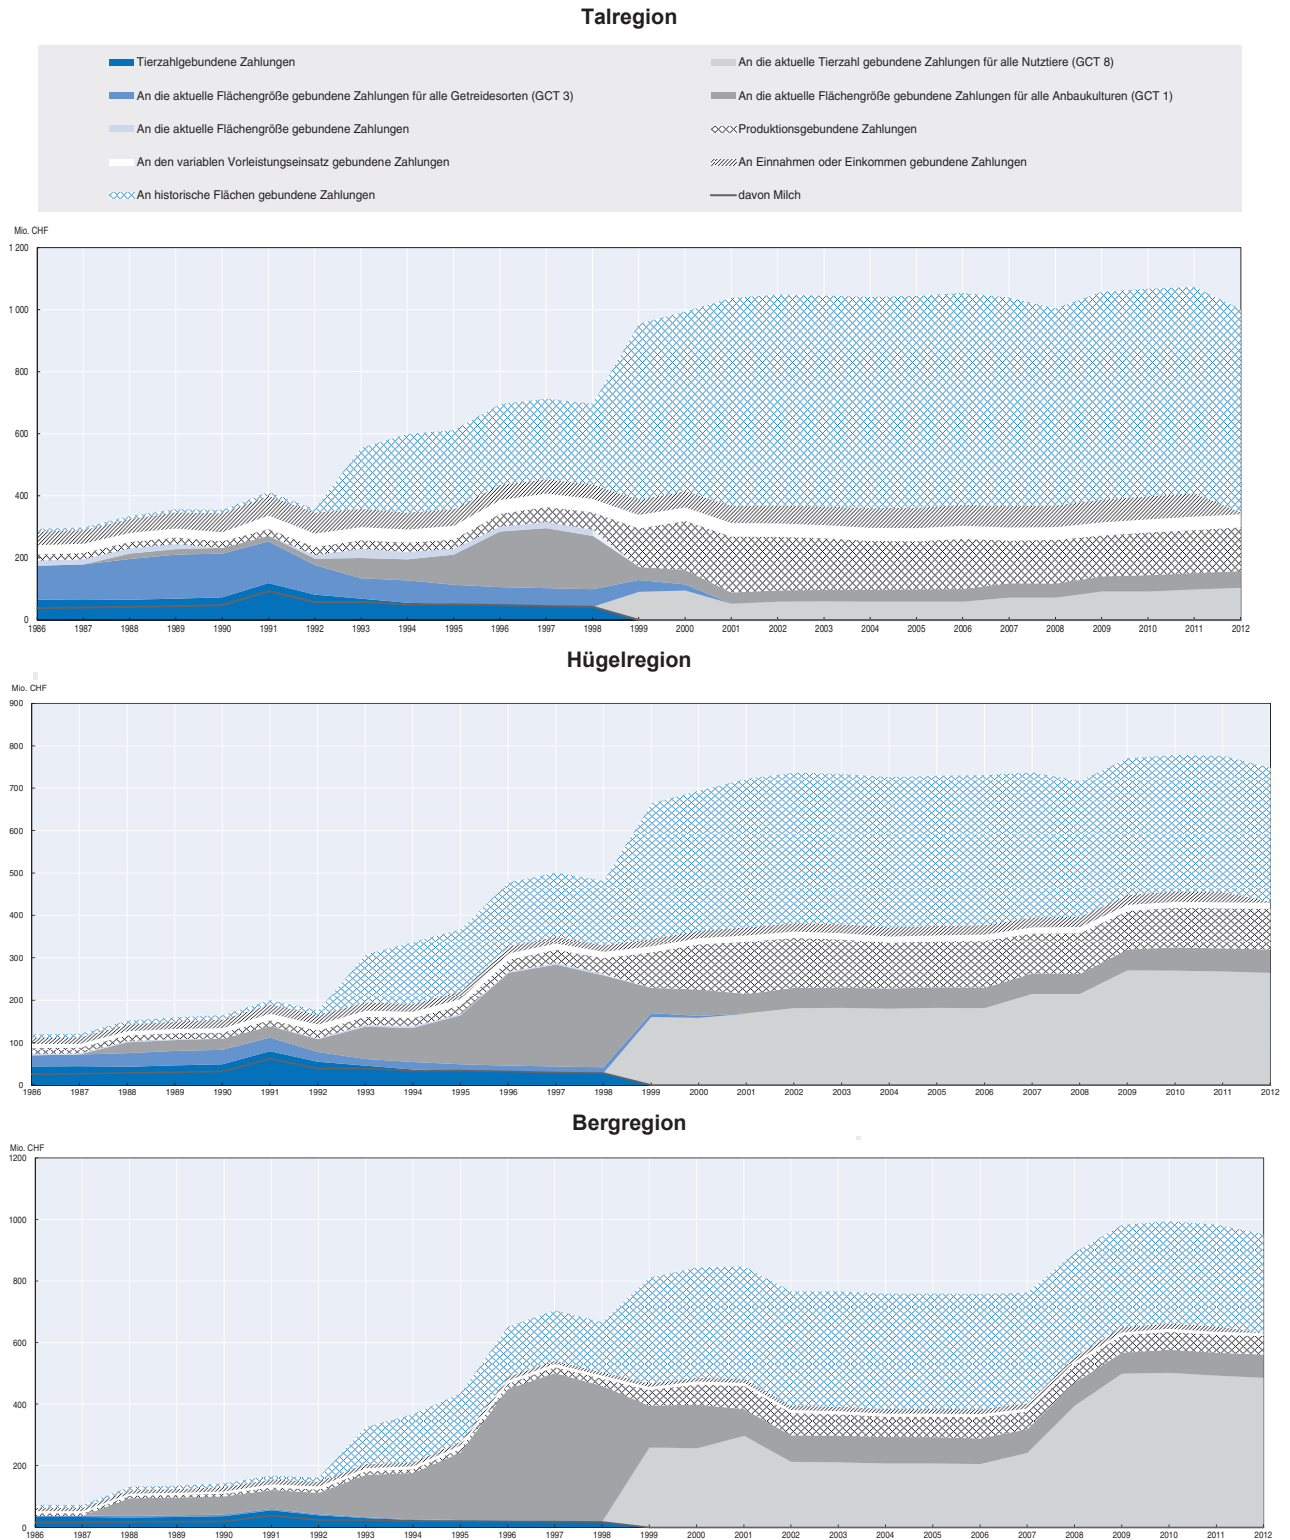 Talregion
Tierzahlgebundene Zahlungen
An die aktuelle Tierzahl gebundene Zahlungen für alle Nutztiere (GCT 8)
An die aktuelle Flächengröße gebundene Zahlungen für alle Getreidesorten (GCT 3)
An die aktuelle Flächengröße gebundene Zahlungen für alle Anbaukulturen (GCT 1)
An die aktuelle Flächengröße gebundene Zahlungen
Produktionsgebundene Zahlungen
An den variablen Vorleistungseinsatz gebundene Zahlungen
An Einnahmen oder Einkommen gebundene Zahlungen
An historische Flächen gebundene Zahlungen
davon Milch
Mio. CHF
1 200
1 000
800
600
400
200
0
1986 1987 1988 1989 1990 1991 1992 1993 1994 1995 1996 1997 1998 1999 2000 2001 2002 2003 2004 2005 2006 2007 2008 2009 2010 2011 2012
Hügelregion
Mio. CHF
900
800
700
600
500
400
300
200
100
0
1986 1987 1988 1989 1990 1991 1992 1993 1994 1995 1996 1997 1998 1999 2000 2001 2002 2003 2004 2005 2006 2007 2008 2009 2010 2011 2012
Bergregion
Mio. CHF
1200
1000
800
600
400
200
0
1986 1987 1988 1989 1990 1991 1992 1993 1994 1995 1996 1997 1998 1999 2000 2001 2002 2003 2004 2005 2006 2007 2008 2009 2010 2011 2012